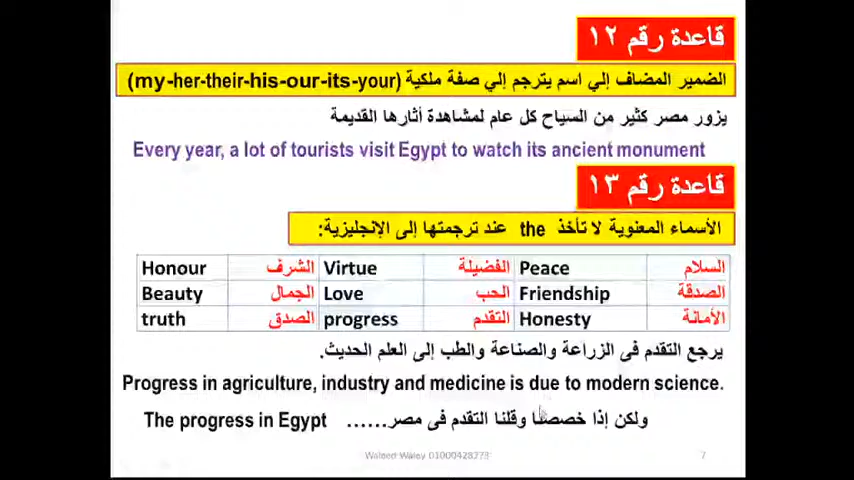 قاعدة رقم ١٢
الضمير المضاف إلي اسم يترجم إلي صفة ملكية (my-her-their-his-our-its-your)
يزور مصر كثير من السياح كل عام لمشاهدة أثارها القديمة
Every year, a lot of tourists visit Egypt to watch its ancient monument
قاعدة رقم ١٣
الأسماء المعنوية لا تأخذ the عند ترجمتها إلى الإنجليزية:
Honour الشرف Virtue الفضيلة Peace السلام
Beauty الجمال Love الحب Friendship الصدقة
truth الصدق progress التقدم Honesty الأمانة
يرجع التقدم فى الزراعة والصناعة والطب إلى العلم الحديث.
Progress in agriculture, industry and medicine is due to modern science.
ولكن إذا خصصنا وقلنا التقدم فى مصر...... The progress in Egypt
7